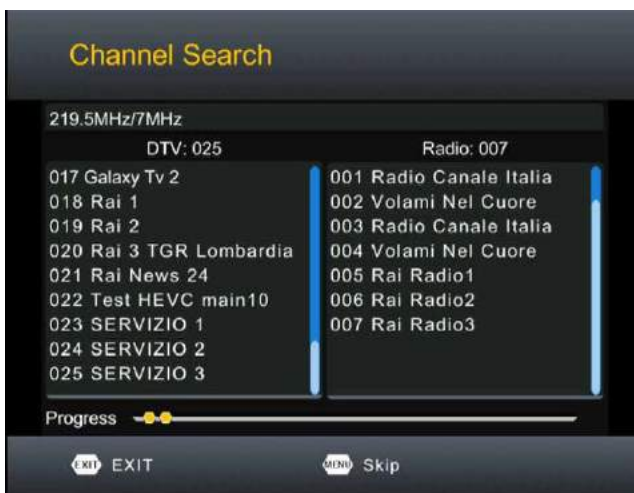 Channel Search
219.5MHz/7MHz
DTV: 025
Radio: 007
017 Galaxy Tv 2
018 Rai 1
019 Rai 2
020 Rai 3 TGR Lombardia
021 Rai News 24
022 Test HEVC main10
023 SERVIZIO 1
024 SERVIZIO 2
025 SERVIZIO 3
001 Radio Canale Italia
002 Volami Nel Cuore
003 Radio Canale Italia
004 Volami Nel Cuore
005 Rai Radio1
006 Rai Radio2
007 Rai Radio3
Progress
EXIT EXIT
MENU Skip